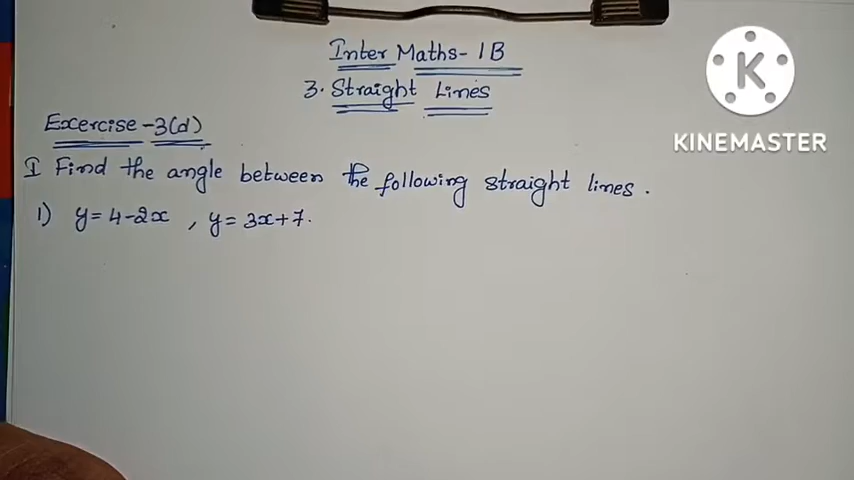 Inter Maths-1B
3. Straight Lines
K
KINEMASTER
Exercise-3(d)
I Find the angle between the following straight lines.
1) y=4-2x , y=3x+7.